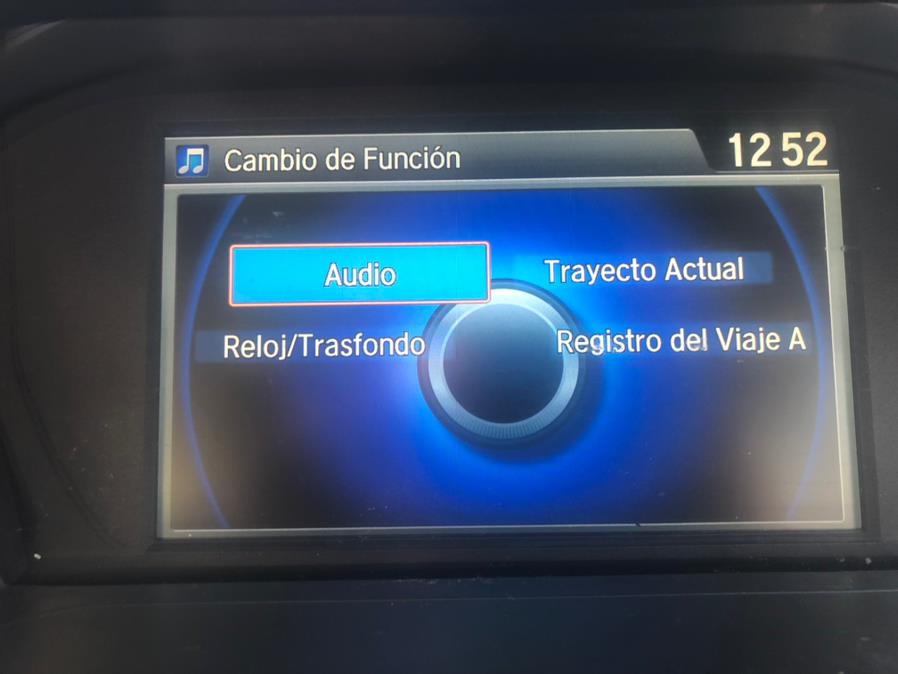 Cambio de Función
12 52
Audio
Trayecto Actual
Reloj/Trasfondo
Registro del Viaje A